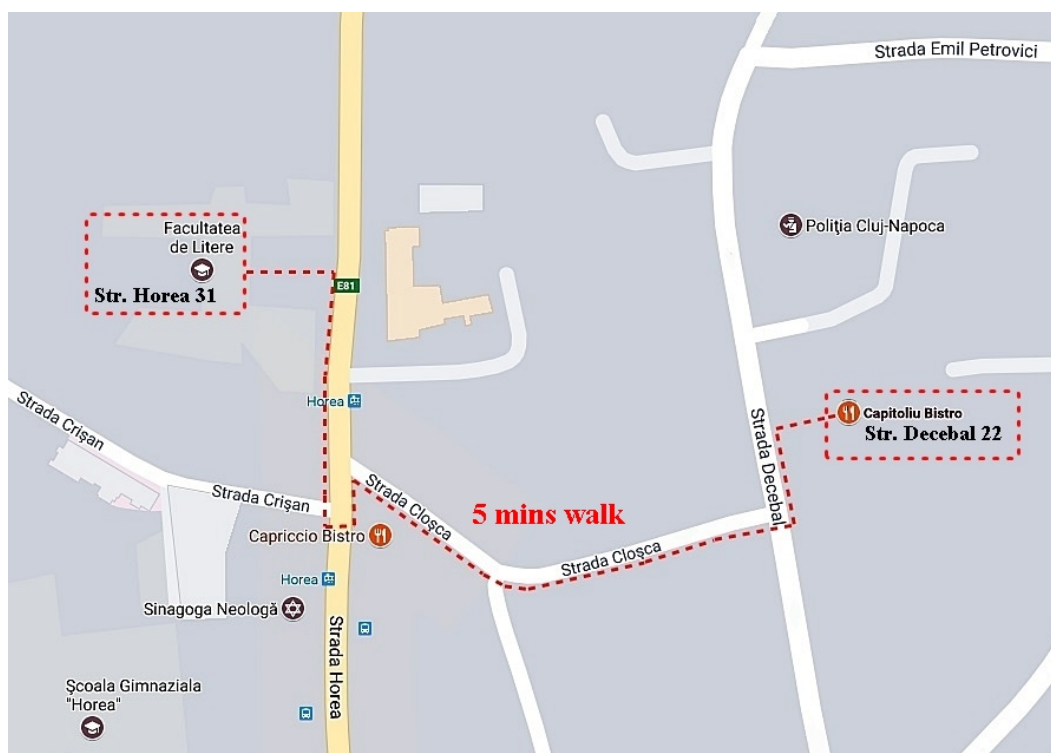 Strada Emil Petrovici
Facultatea
de Litere
Str. Horea 31
E81
Poliția Cluj-Napoca
Horea
Strada Crișan
Strada Crișan
Strada Cloșca
Capriccio Bistro
5 mins walk
Strada Cloșca
Strada Decebal
Capitoliu Bistro
Str. Decebal 22
Horea
Sinagoga Neologă
Strada Horea
Școala Gimnaziala
"Horea"